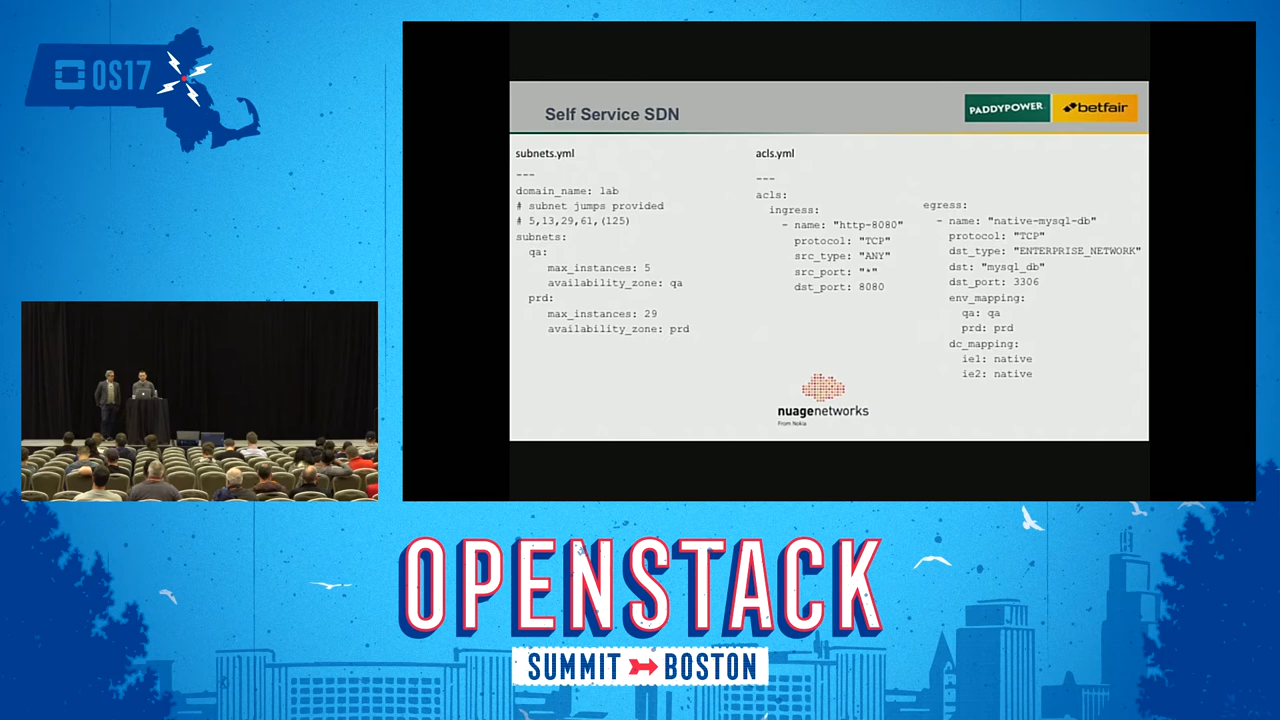 OS17
Self Service SDN
PADDYPOWER
betfair
subnets.yml
---
domain_name: lab
# subnet jumps provided
# 5,13,29,61,(125)
subnets:
qa:
max_instances: 5
availability_zone: qa
prd:
max_instances: 29
availability_zone: prd
acls.yml
---
acls:
ingress:
- name: "http-8080"
protocol: "TCP"
src_type: "ANY"
src_port: "*"
dst_port: 8080
egress:
- name: "native-mysql-db"
protocol: "TCP"
dst_type: "ENTERPRISE_NETWORK"
dst: "mysql_db"
dst_port: 3306
env_mapping:
qa: qa
prd: prd
dc_mapping:
ie1: native
ie2: native
nuagenetworks
From Nokia
OPENSTACK
SUMMIT BOSTON